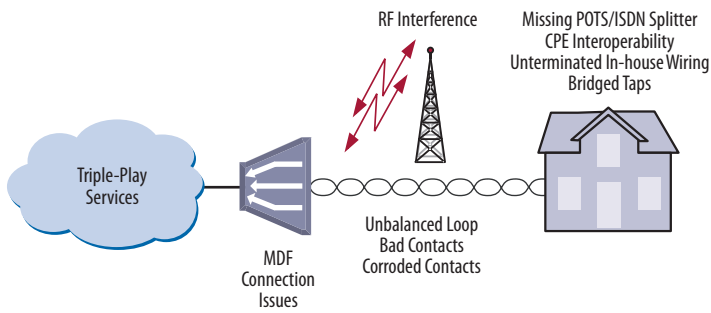 RF Interference
Missing POTS/ISDN Splitter
CPE Interoperability
Unterminated In-house Wiring
Bridged Taps
Triple-Play
Services
Unbalanced Loop
Bad Contacts
Corroded Contacts
MDF
Connection
Issues